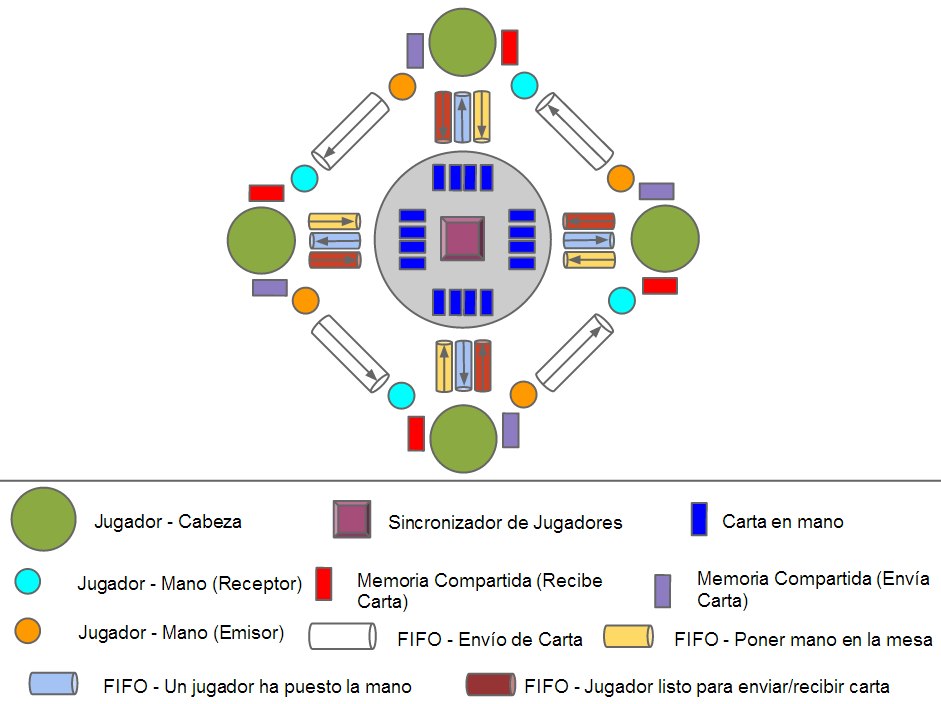 Jugador - Cabeza
Sincronizador de Jugadores
Carta en mano
Jugador - Mano (Receptor)
Memoria Compartida (Recibe
Carta)
Memoria Compartida (Envía
Carta)
Jugador - Mano (Emisor)
FIFO - Envío de Carta
FIFO - Poner mano en la mesa
FIFO - Un jugador ha puesto la mano
FIFO - Jugador listo para enviar/recibir carta